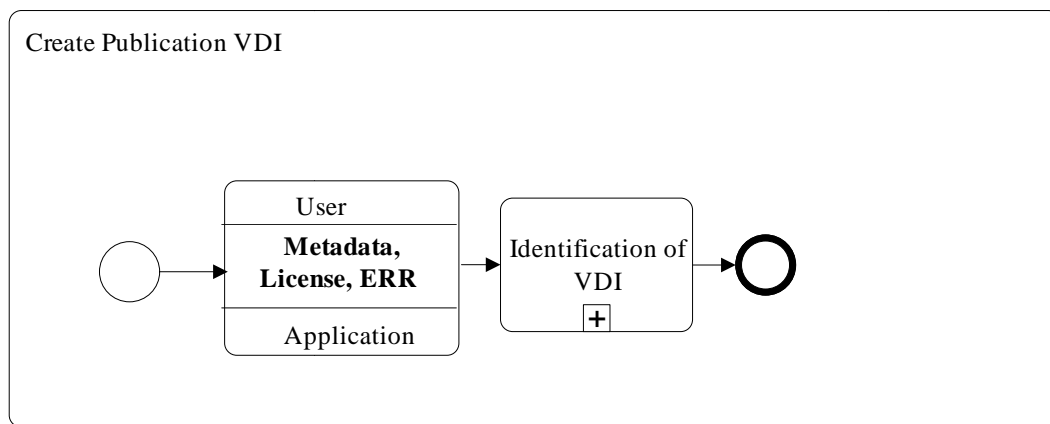 Create Publication VDI
User
Metadata,
License, ERR
Application
Identification of
VDI